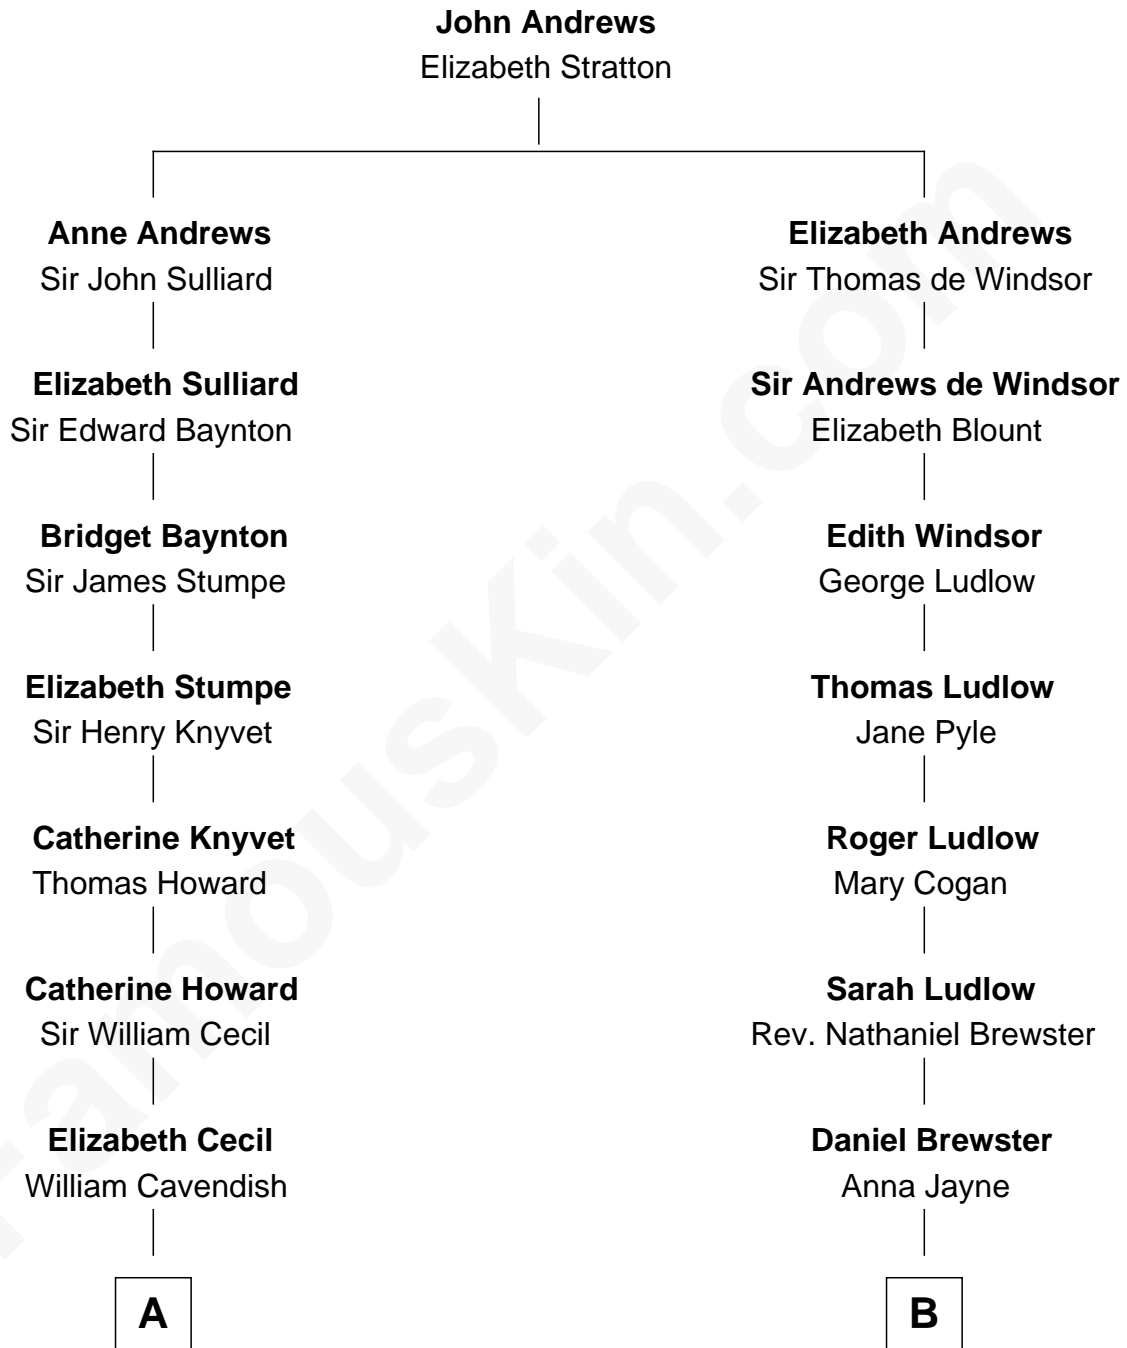 John Andrews
Elizabeth Stratton
Anne Andrews
Sir John Sulliard
Elizabeth Sulliard
Sir Edward Baynton
Bridget Baynton
Sir James Stumpe
Elizabeth Stumpe
Sir Henry Knyvet
Catherine Knyvet
Thomas Howard
Catherine Howard
Sir William Cecil
Elizabeth Cecil
William Cavendish
A
Elizabeth Andrews
Sir Thomas de Windsor
Sir Andrews de Windsor
Elizabeth Blount
Edith Windsor
George Ludlow
Thomas Ludlow
Jane Pyle
Roger Ludlow
Mary Cogan
Sarah Ludlow
Rev. Nathaniel Brewster
Daniel Brewster
Anna Jayne
B
FamousKin.com